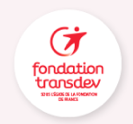 fondation
transdev
SOUS L'ÉGIDE DE LA FONDATION
DE FRANCE